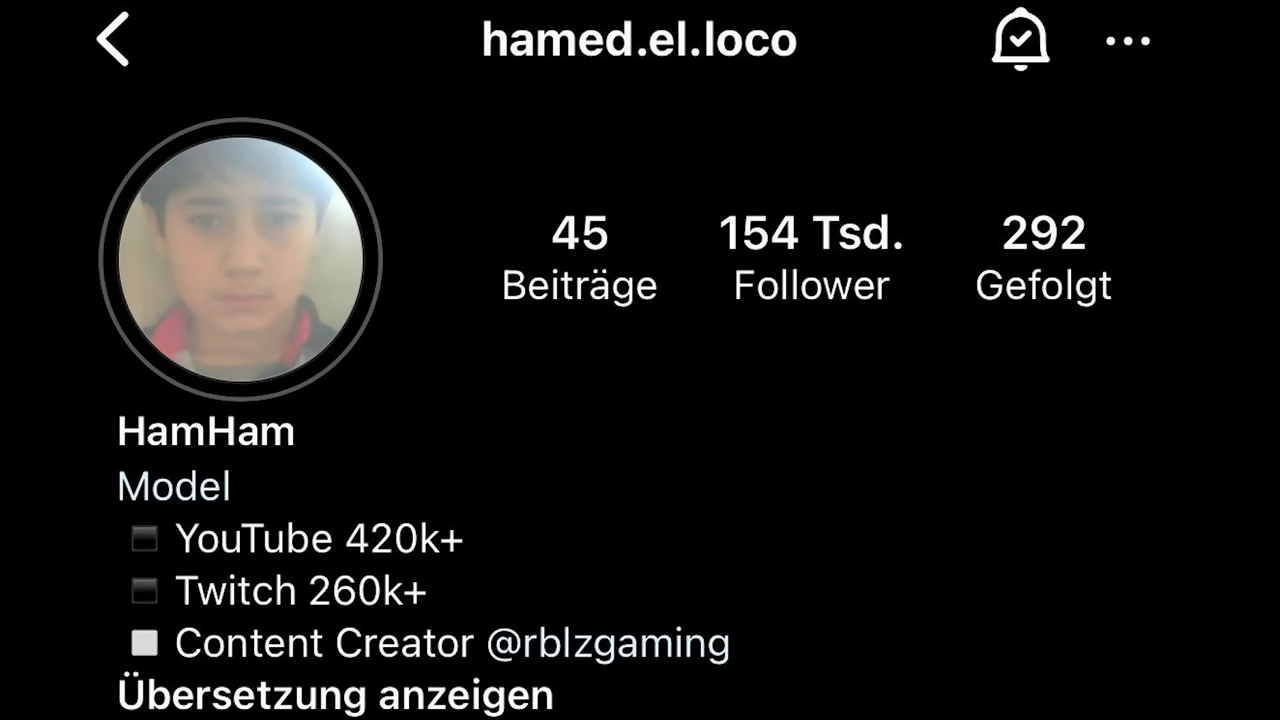 hamed.el.loco
45 154 Tsd. 292
Beiträge Follower Gefolgt
HamHam
Model
YouTube 420k+
Twitch 260k+
Content Creator @rblzgaming
Übersetzung anzeigen